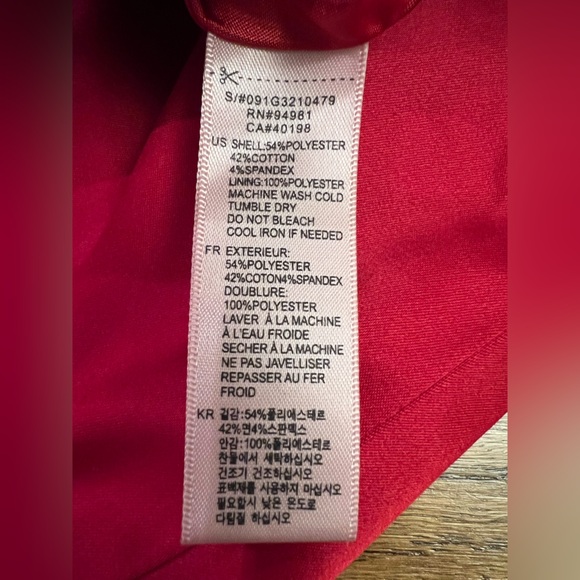 S/#091G3210479
RN#94981
CA#40198
US SHELL:54%POLYESTER
42%COTTON
4%SPANDEX
LINING:100%POLYESTER
MACHINE WASH COLD
TUMBLE DRY
DO NOT BLEACH
COOL IRON IF NEEDED
FR EXTERIEUR:
54%POLYESTER
42%COTON4%SPANDEX
DOUBLURE:
100%POLYESTER
LAVER À LA MACHINE
À L'EAU FROIDE
SECHER À LA MACHINE
NE PAS JAVELLISER
REPASSER AU FER
FROID
KR 겉감:54%폴리에스테르
42%면4%스판덱스
안감:100%폴리에스테르
찬물에서 세탁하십시오
건조기 건조하십시오
표백제를 사용하지 마십시오
필요할시 낮은 온도로
다림질 하십시오